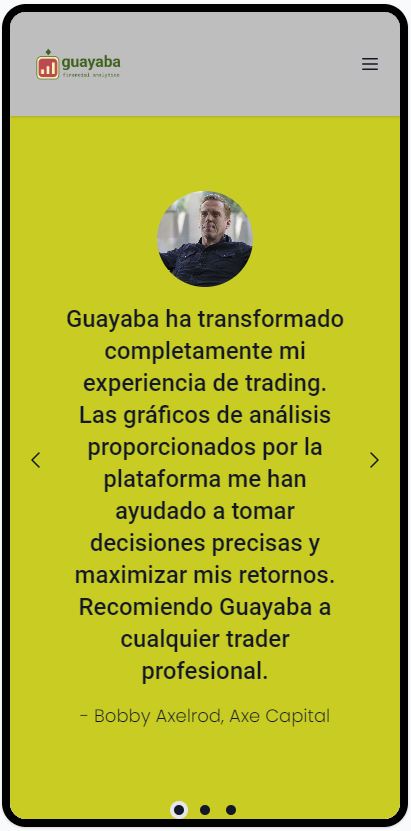 guayaba
financial analytics
Guayaba ha transformado
completamente mi
experiencia de trading.
Las gráficos de análisis
proporcionados por la
plataforma me han
ayudado a tomar
decisiones precisas y
maximizar mis retornos.
Recomiendo Guayaba a
cualquier trader
profesional.
- Bobby Axelrod, Axe Capital